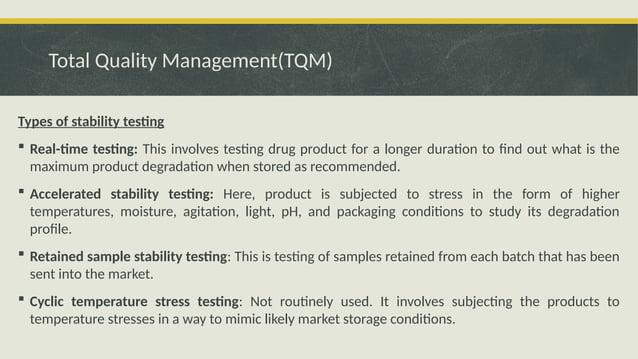 Total Quality Management(TQM)
Types of stability testing
▪ Real-time testing: This involves testing drug product for a longer duration to find out what is the
maximum product degradation when stored as recommended.
▪ Accelerated stability testing: Here, product is subjected to stress in the form of higher
temperatures, moisture, agitation, light, pH, and packaging conditions to study its degradation
profile.
▪ Retained sample stability testing: This is testing of samples retained from each batch that has been
sent into the market.
▪ Cyclic temperature stress testing: Not routinely used. It involves subjecting the products to
temperature stresses in a way to mimic likely market storage conditions.